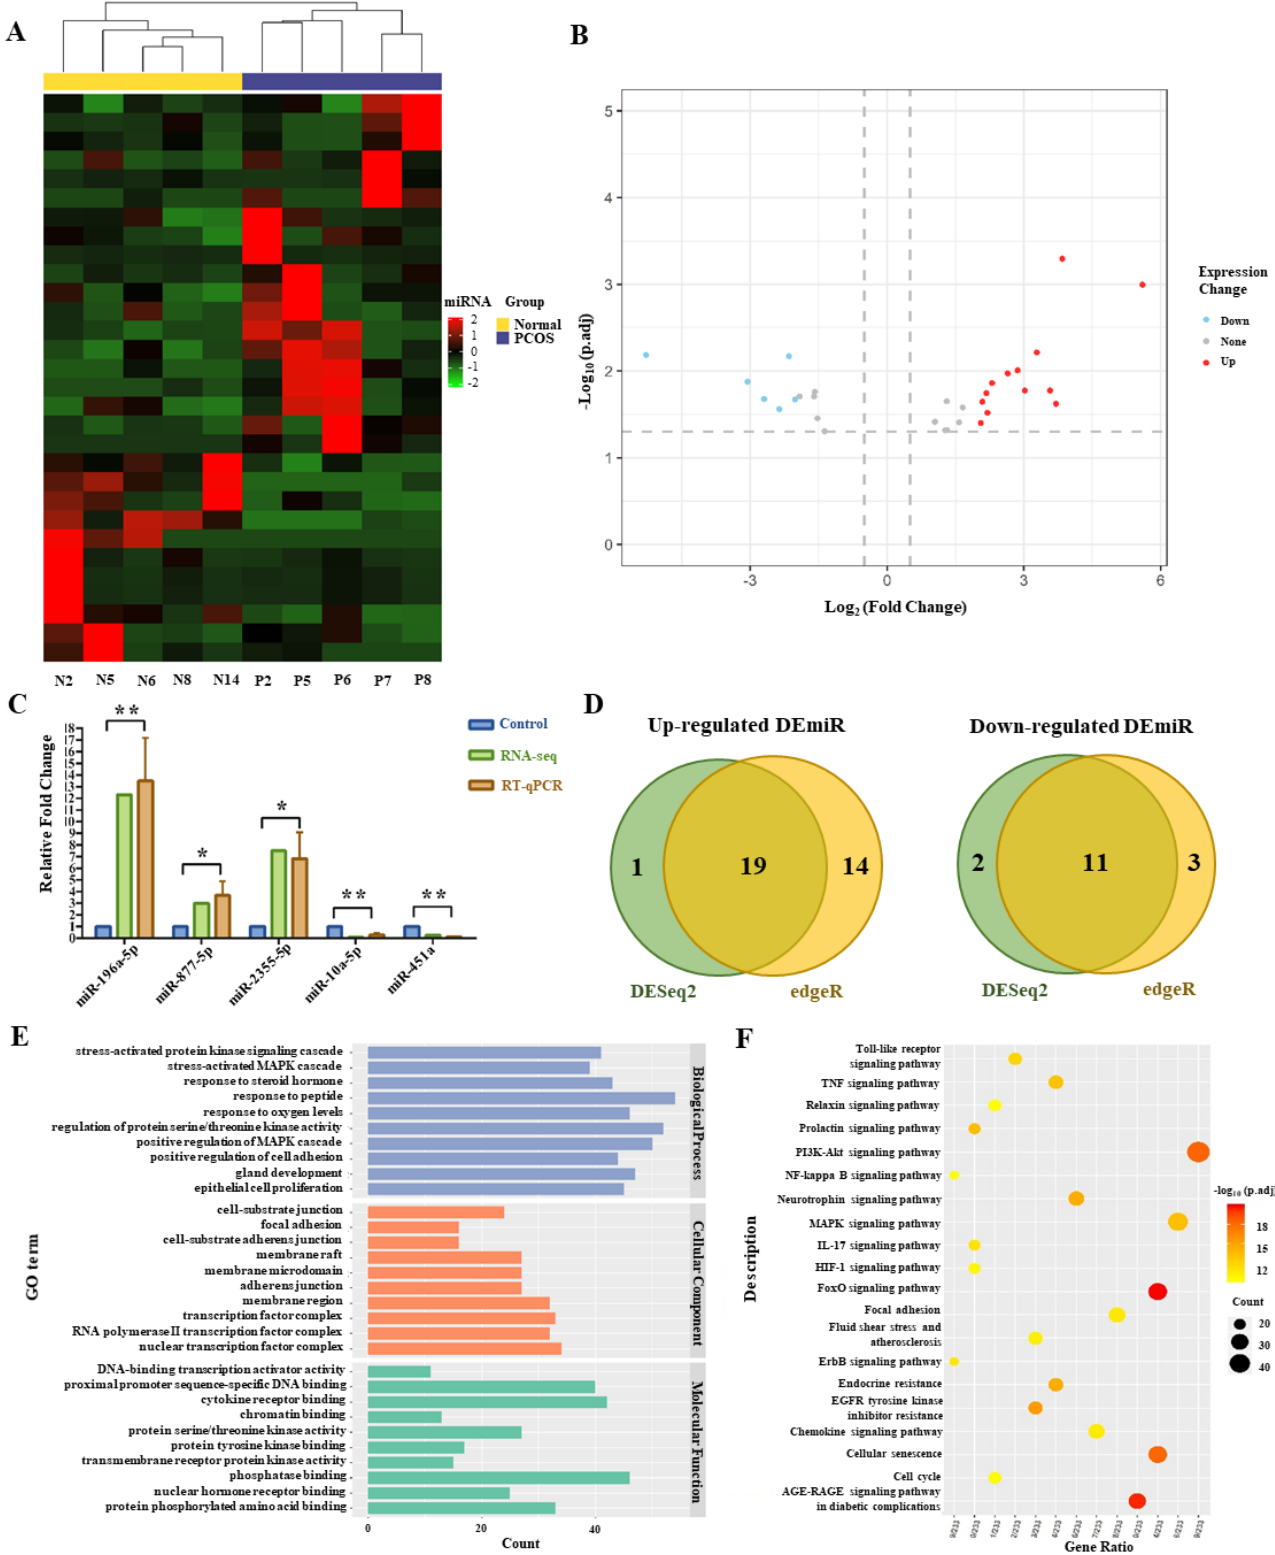 A
miRNA
2
1
0
-1
-2
Group
Normal
PCOS
N2 N5 N6 N8 N14 P2 P5 P6 P7 P8
B
5
4
3
2
1
0
-Log10 (p.adj)
-3 0 3 6
Log2 (Fold Change)
Expression
Change
Down
None
Up
C
Relative Fold Change
** * * ** **
miR-196a-5p
miR-877-5p
miR-2355-5p
miR-10a-5p
miR-451a
Control
RNA-seq
RT-qPCR
D
Up-regulated DEmiR
1 19 14
DESeq2 edgeR
Down-regulated DEmiR
2 11 3
DESeq2 edgeR
E
GO term
stress-activated protein kinase signaling cascade
stress-activated MAPK cascade
response to steroid hormone
response to peptide
response to oxygen levels
regulation of protein serine/threonine kinase activity
positive regulation of MAPK cascade
positive regulation of cell adhesion
gland development
epithelial cell proliferation
Biological Process
cell-substrate junction
focal adhesion
cell-substrate adherens junction
membrane raft
membrane microdomain
adherens junction
membrane region
transcription factor complex
RNA polymerase II transcription factor complex
nuclear transcription factor complex
Cellular Component
DNA-binding transcription activator activity
proximal promoter sequence-specific DNA binding
cytokine receptor binding
chromatin binding
protein serine/threonine kinase activity
protein tyrosine kinase binding
transmembrane receptor protein kinase activity
phosphatase binding
nuclear hormone receptor binding
protein phosphorylated amino acid binding
Molecular Function
0 20 40
Count
F
Description
Toll-like receptor
signaling pathway
TNF signaling pathway
Relaxin signaling pathway
Prolactin signaling pathway
PI3K-Akt signaling pathway
NF-kappa B signaling pathway
Neurotrophin signaling pathway
MAPK signaling pathway
IL-17 signaling pathway
HIF-1 signaling pathway
FoxO signaling pathway
Focal adhesion
Fluid shear stress and
atherosclerosis
ErbB signaling pathway
Endocrine resistance
EGFR tyrosine kinase
inhibitor resistance
Chemokine signaling pathway
Cellular senescence
Cell cycle
AGE-RAGE signaling pathway
in diabetic complications
Gene Ratio
-log10 (p.adj)
18
15
12
Count
20
30
40